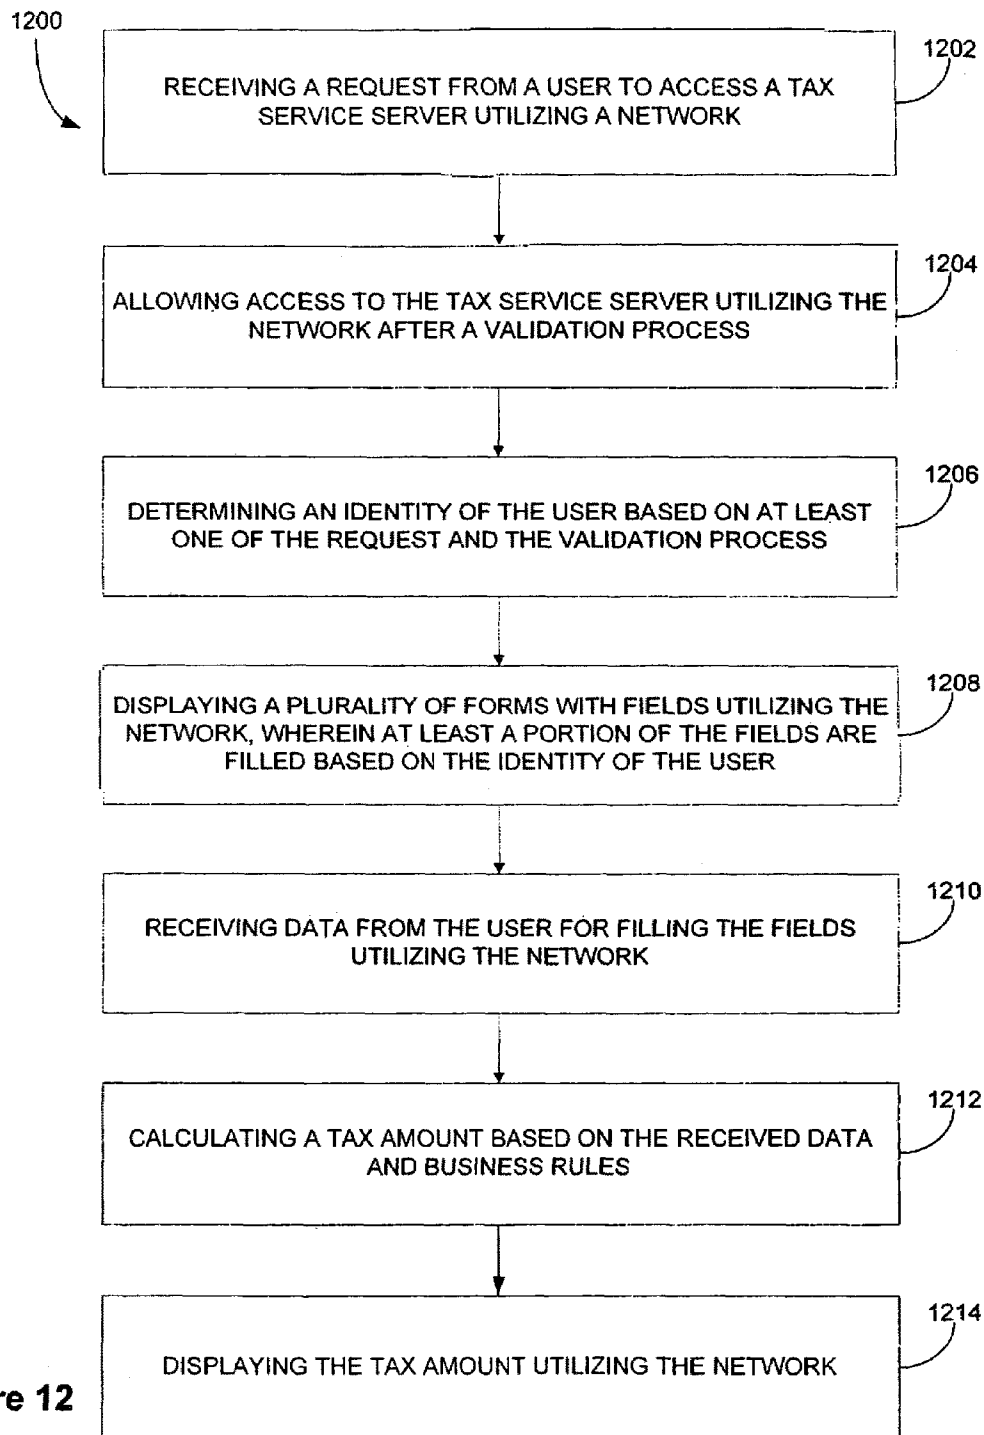 1200
1202
RECEIVING A REQUEST FROM A USER TO ACCESS A TAX
SERVICE SERVER UTILIZING A NETWORK
1204
ALLOWING ACCESS TO THE TAX SERVICE SERVER UTILIZING THE
NETWORK AFTER A VALIDATION PROCESS
1206
DETERMINING AN IDENTITY OF THE USER BASED ON AT LEAST
ONE OF THE REQUEST AND THE VALIDATION PROCESS
1208
DISPLAYING A PLURALITY OF FORMS WITH FIELDS UTILIZING THE
NETWORK, WHEREIN AT LEAST A PORTION OF THE FIELDS ARE
FILLED BASED ON THE IDENTITY OF THE USER
1210
RECEIVING DATA FROM THE USER FOR FILLING THE FIELDS
UTILIZING THE NETWORK
1212
CALCULATING A TAX AMOUNT BASED ON THE RECEIVED DATA
AND BUSINESS RULES
1214
DISPLAYING THE TAX AMOUNT UTILIZING THE NETWORK
re 12